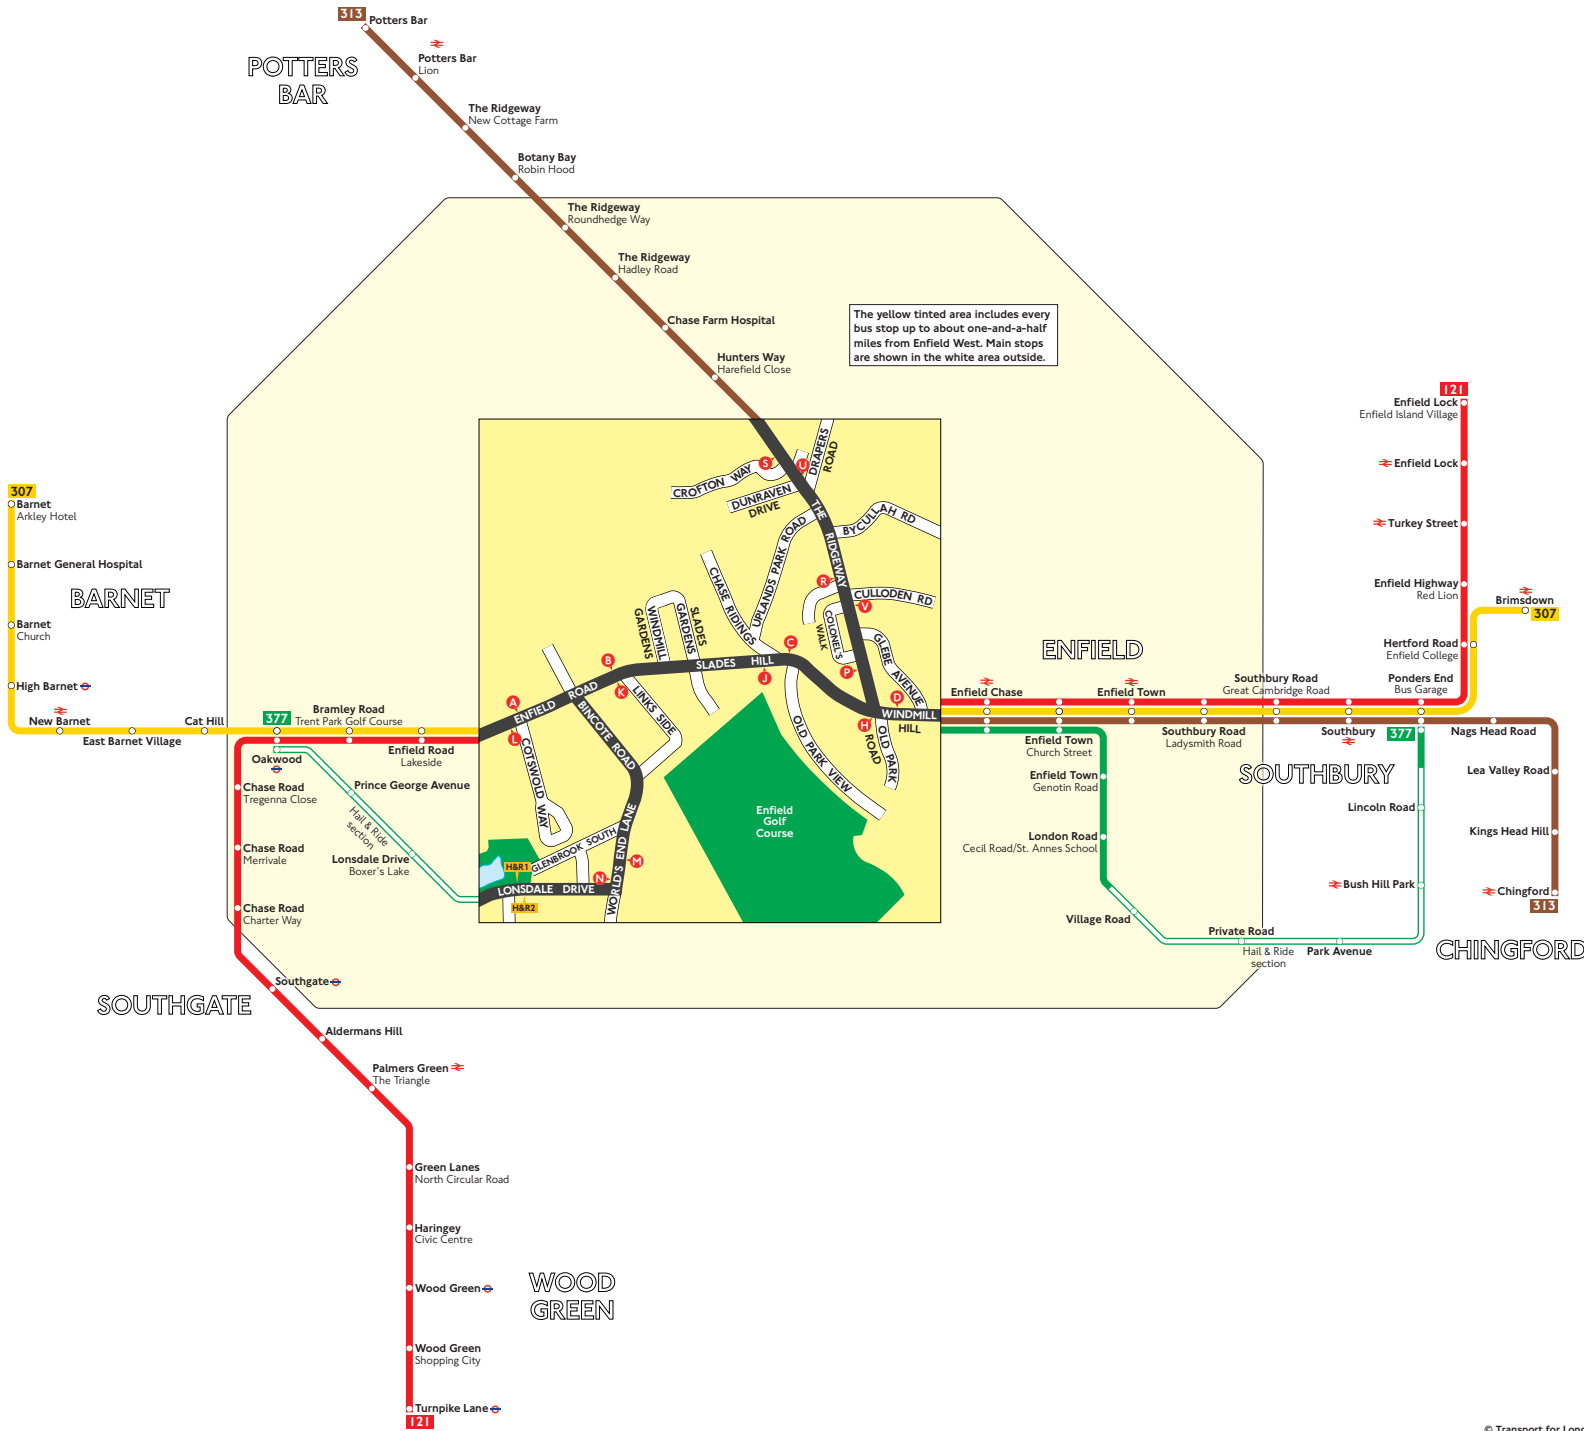 313
Potters Bar
Potters Bar
Lion
POTTERS
BAR
The Ridgeway
New Cottage Farm
Botany Bay
Robin Hood
The Ridgeway
Roundhedge Way
The Ridgeway
Hadley Road
Chase Farm Hospital
Hunters Way
Harefield Close
The yellow tinted area includes every
bus stop up to about one-and-a-half
miles from Enfield West. Main stops
are shown in the white area outside.
121
Enfield Lock
Enfield Island Village
Enfield Lock
Turkey Street
Enfield Highway
Red Lion
Brimsdown
307
Hertford Road
Enfield College
307
Barnet
Arkley Hotel
Barnet General Hospital
BARNET
Barnet
Church
High Barnet
New Barnet
East Barnet Village
Cat Hill
377
Oakwood
Bramley Road
Trent Park Golf Course
Enfield Road
Lakeside
Chase Road
Tregenna Close
Chase Road
Merrivale
Chase Road
Charter Way
Prince George Avenue
Hail & Ride
section
Lonsdale Drive
Boxer's Lake
S
U
CROFTON WAY
DRAPERS
ROAD
DUNRAVEN
DRIVE
THE RIDGEWAY
BYCULLAH RD
UPLANDS PARK ROAD
CHASE RIDINGS
R
V
CULLODEN RD
COLONEL'S
WALK
GLEBE AVENUE
WINDMILL
GARDENS
SLADES
GARDENS
C
B
SLADES HILL
J
P
D
K
LINKS SIDE
A
ENFIELD ROAD
L
BINCOTE ROAD
COTSWOLD WAY
H
WINDMILL
HILL
OLD PARK
ROAD
OLD PARK VIEW
Enfield
Golf
Course
GLENBROOK SOUTH
WORLD'S END LANE
M
N
H&R1
LONSDALE DRIVE
H&R2
ENFIELD
Enfield Chase
Enfield Town
Southbury Road
Great Cambridge Road
Ponders End
Bus Garage
Enfield Town
Church Street
Southbury Road
Ladysmith Road
Southbury
377
Nags Head Road
SOUTHBURY
Enfield Town
Genotin Road
Lea Valley Road
Lincoln Road
London Road
Cecil Road/St. Annes School
Kings Head Hill
Bush Hill Park
Chingford
313
Village Road
Private Road
Hail & Ride
section
Park Avenue
CHINGFORD
SOUTHGATE
Southgate
Aldermans Hill
Palmers Green
The Triangle
Green Lanes
North Circular Road
Haringey
Civic Centre
WOOD
GREEN
Wood Green
Wood Green
Shopping City
Turnpike Lane
121
© Transport for Lon